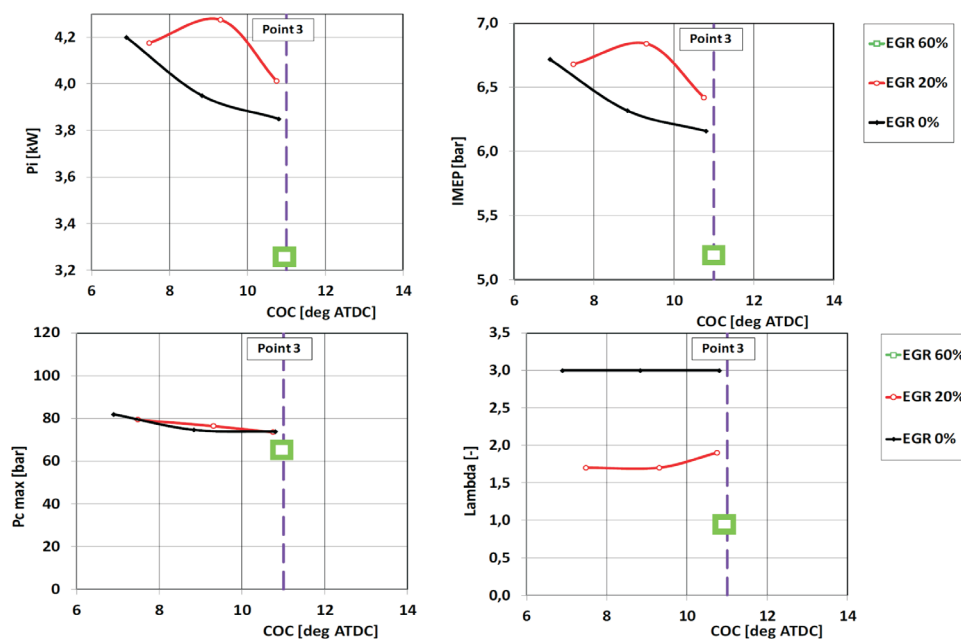 Pi [kW]
4,2
4,0
3,8
3,6
3,4
3,2
Point 3
6
8
10
12
14
COC [deg ATDC]
IMEP [bar]
7,0
6,5
6,0
5,5
5,0
Point 3
6
8
10
12
14
COC [deg ATDC]
EGR 60%
EGR 20%
EGR 0%
Pc max [bar]
120
100
80
60
40
20
0
Point 3
6
8
10
12
14
COC [deg ATDC]
Lambda [-]
3,5
3,0
2,5
2,0
1,5
1,0
0,5
0,0
Point 3
6
8
10
12
14
COC [deg ATDC]
EGR 60%
EGR 20%
EGR 0%